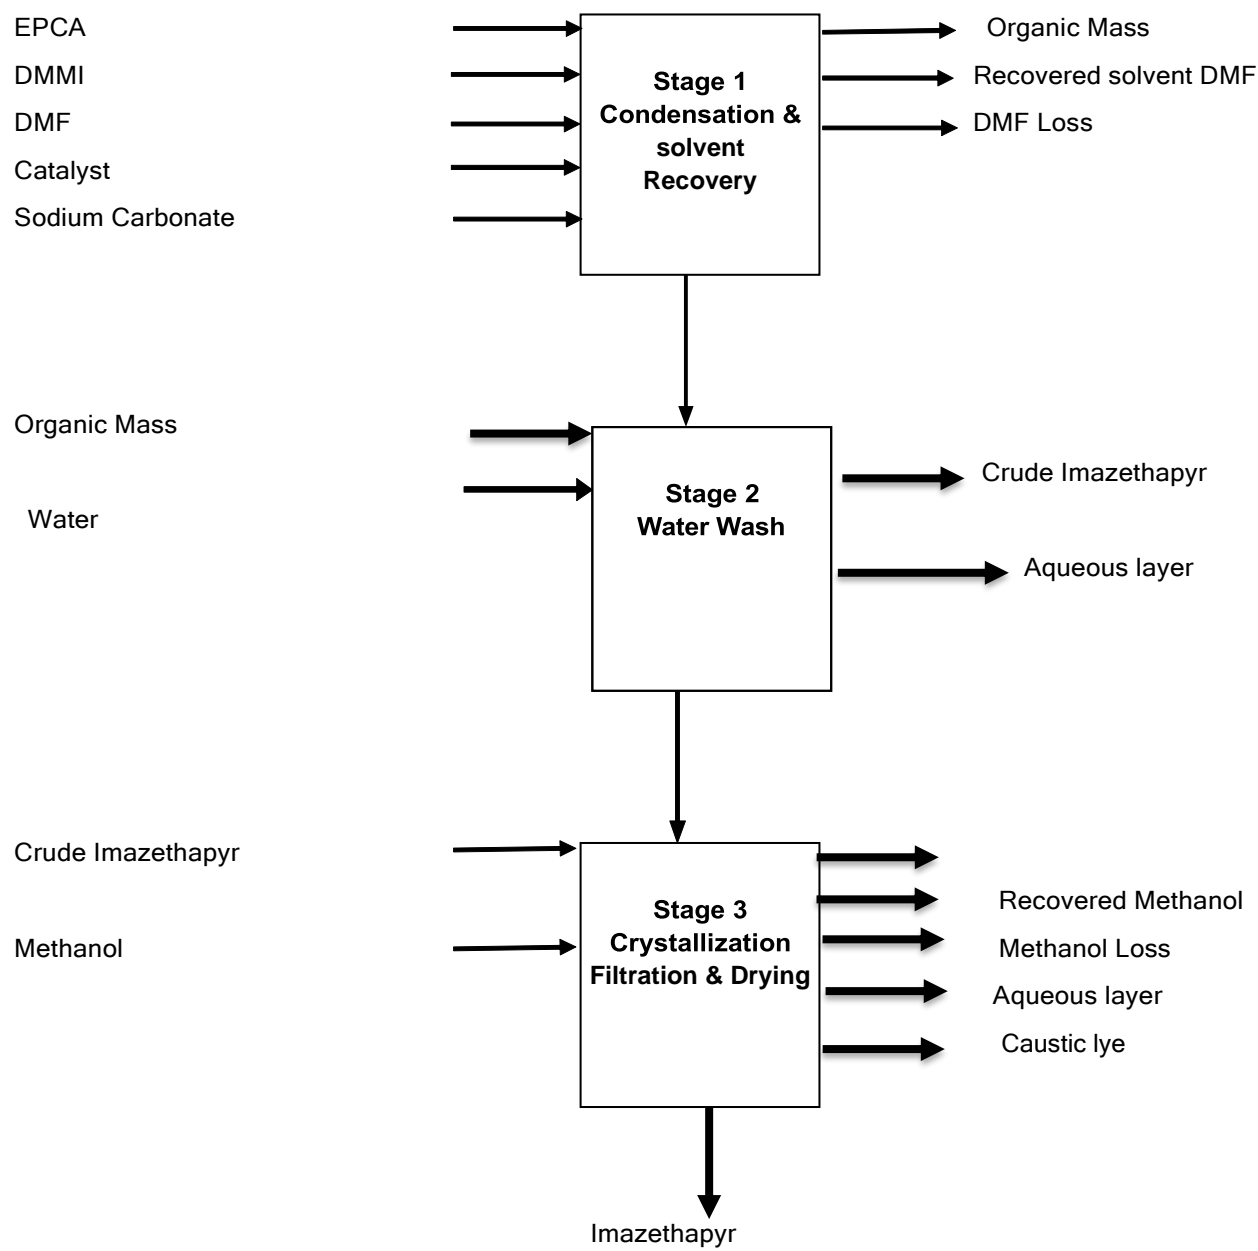 EPCA
DMMI
DMF
Catalyst
Sodium Carbonate
Stage 1
Condensation &
solvent
Recovery
Organic Mass
Recovered solvent DMF
DMF Loss
Organic Mass
Water
Stage 2
Water Wash
Crude Imazethapyr
Aqueous layer
Crude Imazethapyr
Methanol
Stage 3
Crystallization
Filtration & Drying
Recovered Methanol
Methanol Loss
Aqueous layer
Caustic lye
Imazethapyr